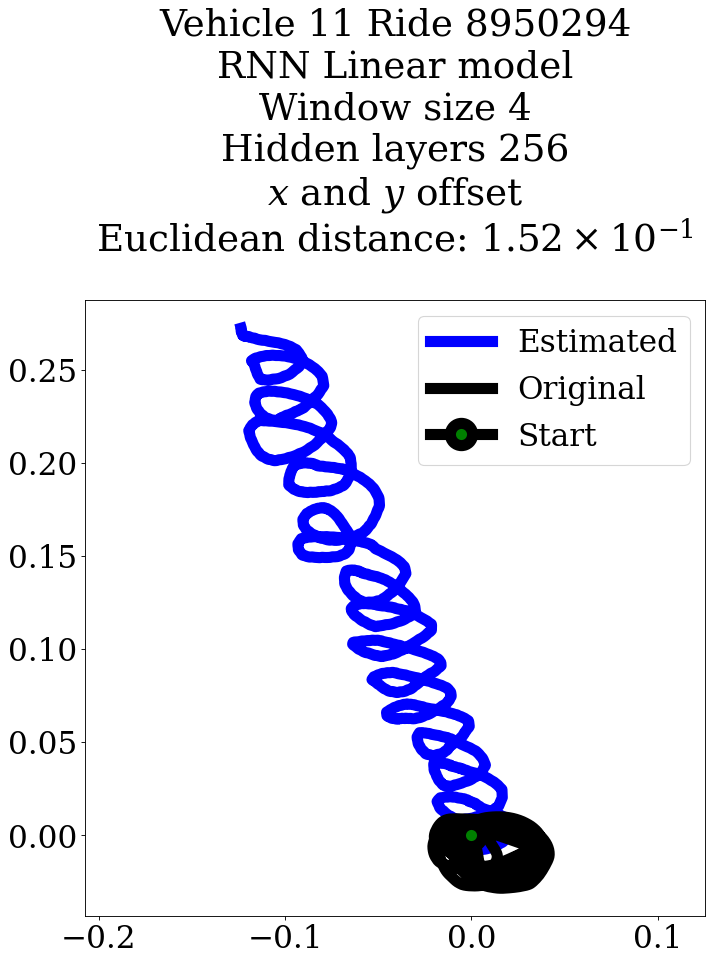 Vehicle 11 Ride 8950294
RNN Linear model
Window size 4
Hidden layers 256
x and y offset
Euclidean distance: 1.52 × 10⁻¹
Estimated
Original
Start
0.25
0.20
0.15
0.10
0.05
0.00
−0.2 −0.1 0.0 0.1